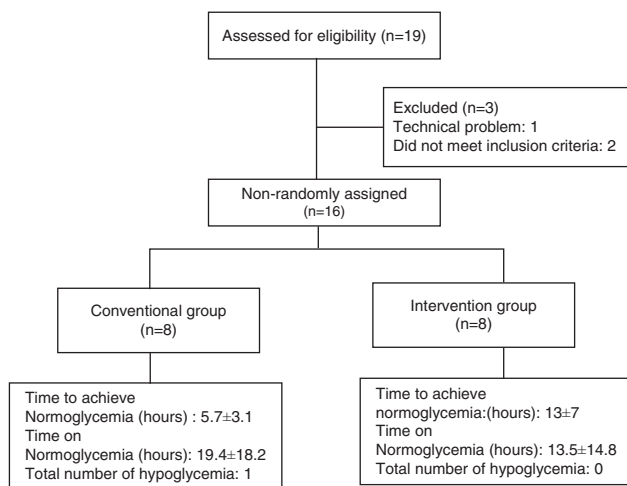 Assessed for eligibility (n=19)
Excluded (n=3)
Technical problem: 1
Did not meet inclusion criteria: 2
Non-randomly assigned
(n=16)
Conventional group
(n=8)
Intervention group
(n=8)
Time to achieve
Normoglycemia (hours) : 5.7±3.1
Time on
Normoglycemia (hours): 19.4±18.2
Total number of hypoglycemia: 1
Time to achieve
normoglycemia:(hours): 13±7
Time on
Normoglycemia (hours): 13.5±14.8
Total number of hypoglycemia: 0